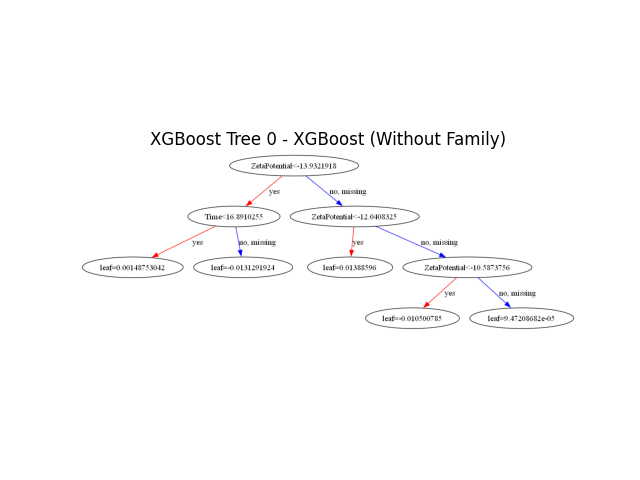 XGBoost Tree 0 - XGBoost (Without Family)
ZetaPotential<-13.9321918
yes
no, missing
Time<16.8910255
ZetaPotential<-12.0408325
yes
no, missing
yes
no, missing
leaf=0.00148753042
leaf=-0.0131291924
leaf=0.01388596
ZetaPotential<-10.5873756
yes
no, missing
leaf=-0.010500785
leaf=9.47208682e-05